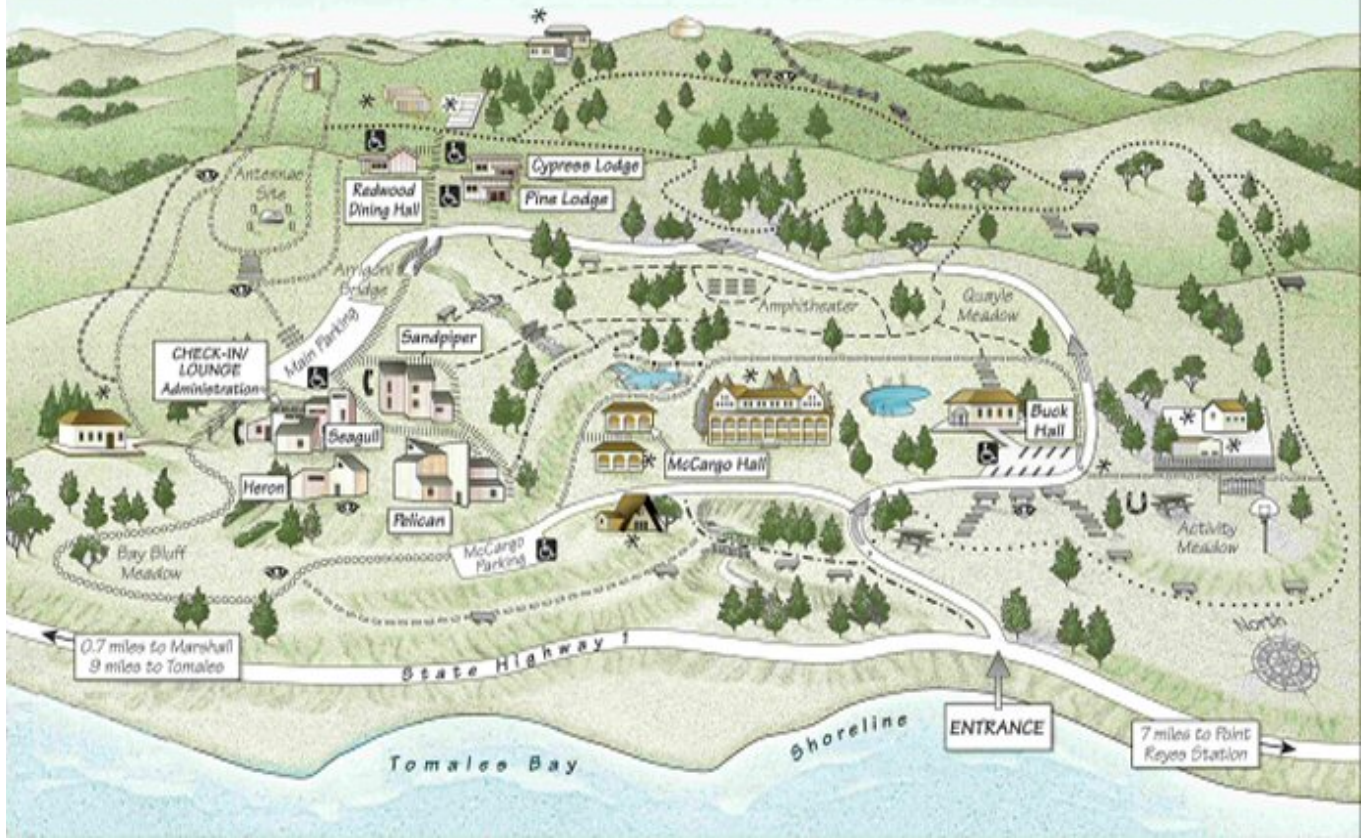 Cypress Lodge
Redwood
Dining Hall
Pine Lodge
Antennae
Site
Arrigoni
Bridge
Main Parking
Amphitheater
Quayle
Meadow
Sandpiper
CHECK-IN/
LOUNGE
Administration
Seagull
Buck
Hall
McCargo Hall
Heron
Pelican
McCargo
Parking
Bay Bluff
Meadow
Activity
Meadow
North
0.7 miles to Marshall
9 miles to Tomales
State Highway 1
ENTRANCE
7 miles to Point
Reyes Station
Shoreline
Tomales Bay